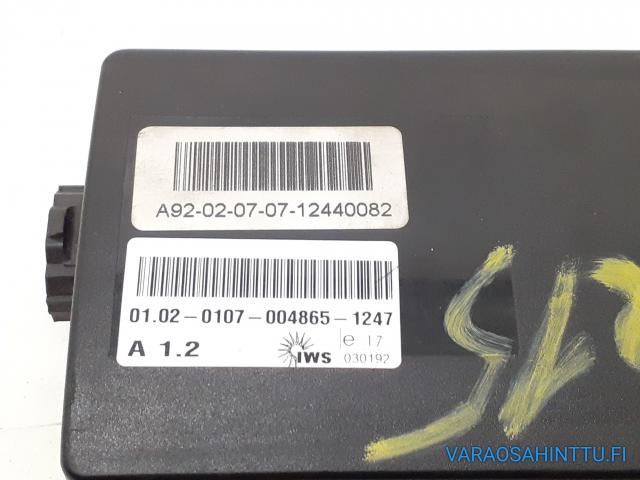 A92-02-07-07-12440082
01.02-0107-004865-1247
A 1.2
IWS
e 17
030192
VARAOSAHINTTU.FI